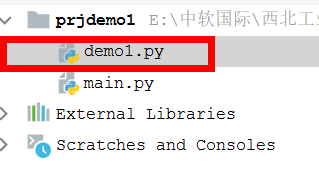 prjdemo1 E:\中软国际\西北工
demo1.py
main.py
External Libraries
Scratches and Consoles